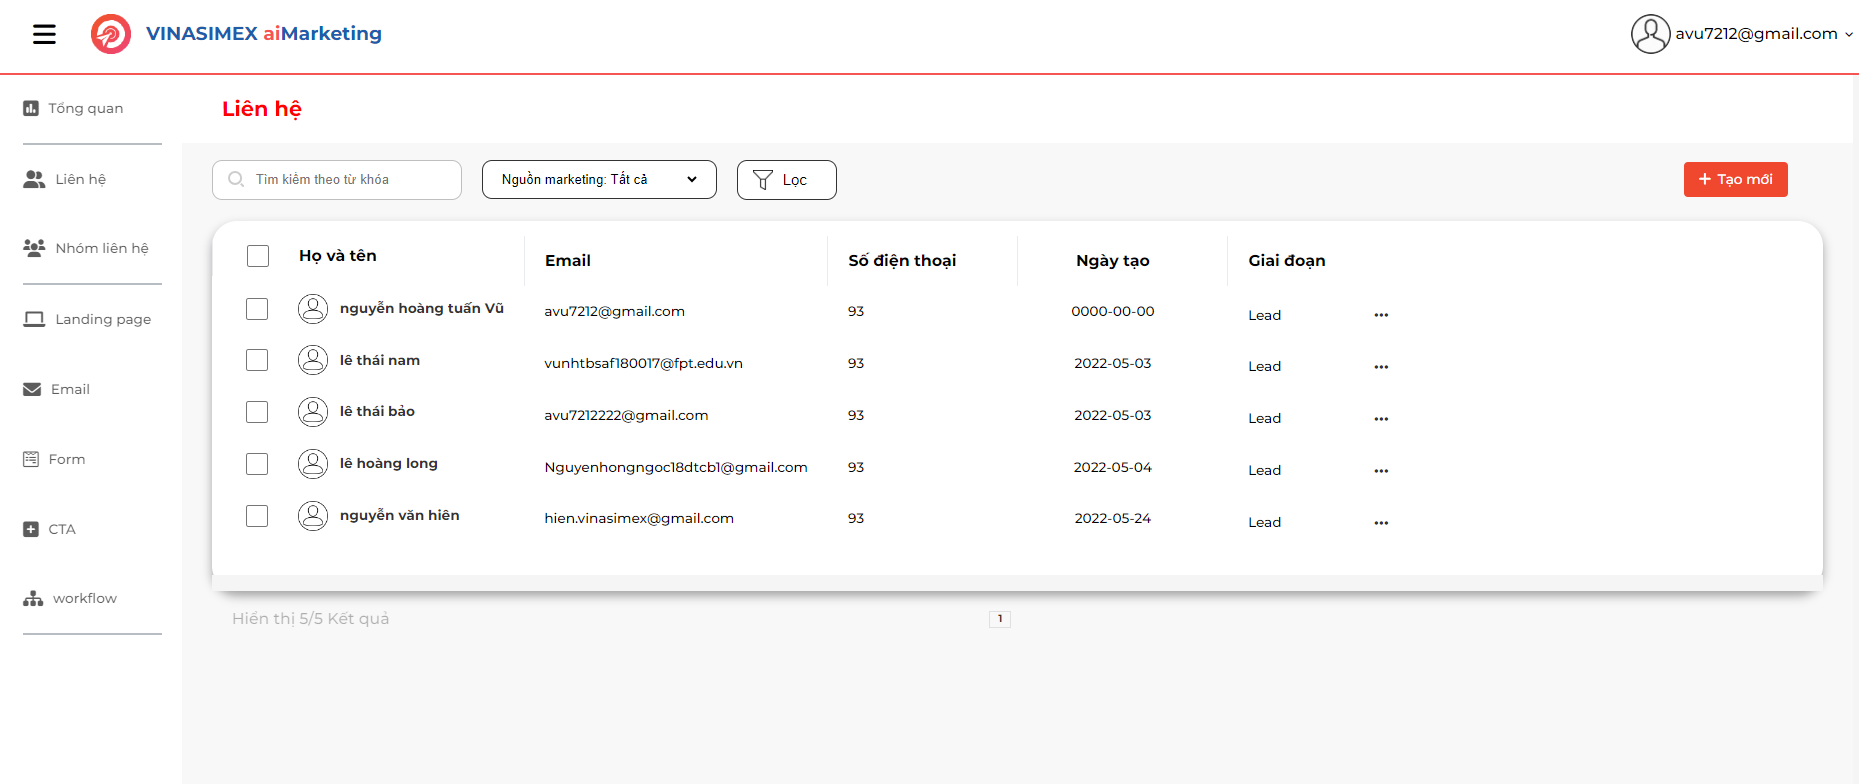 VINASIMEX aiMarketing
avu7212@gmail.com
Tổng quan
Liên hệ
Nhóm liên hệ
Landing page
Email
Form
CTA
workflow
Liên hệ
Tìm kiếm theo từ khóa
Nguồn marketing: Tất cả
Lọc
+ Tạo mới
Họ và tên Email Số điện thoại Ngày tạo Giai đoạn
nguyễn hoàng tuấn Vũ avu7212@gmail.com 93 0000-00-00 Lead ...
lê thái nam vunhtbsaf180017@fpt.edu.vn 93 2022-05-03 Lead ...
lê thái bảo avu7212222@gmail.com 93 2022-05-03 Lead ...
lê hoàng long Nguyenhongngoc18dtcb1@gmail.com 93 2022-05-04 Lead ...
nguyễn văn hiên hien.vinasimex@gmail.com 93 2022-05-24 Lead ...
Hiển thị 5/5 Kết quả
1